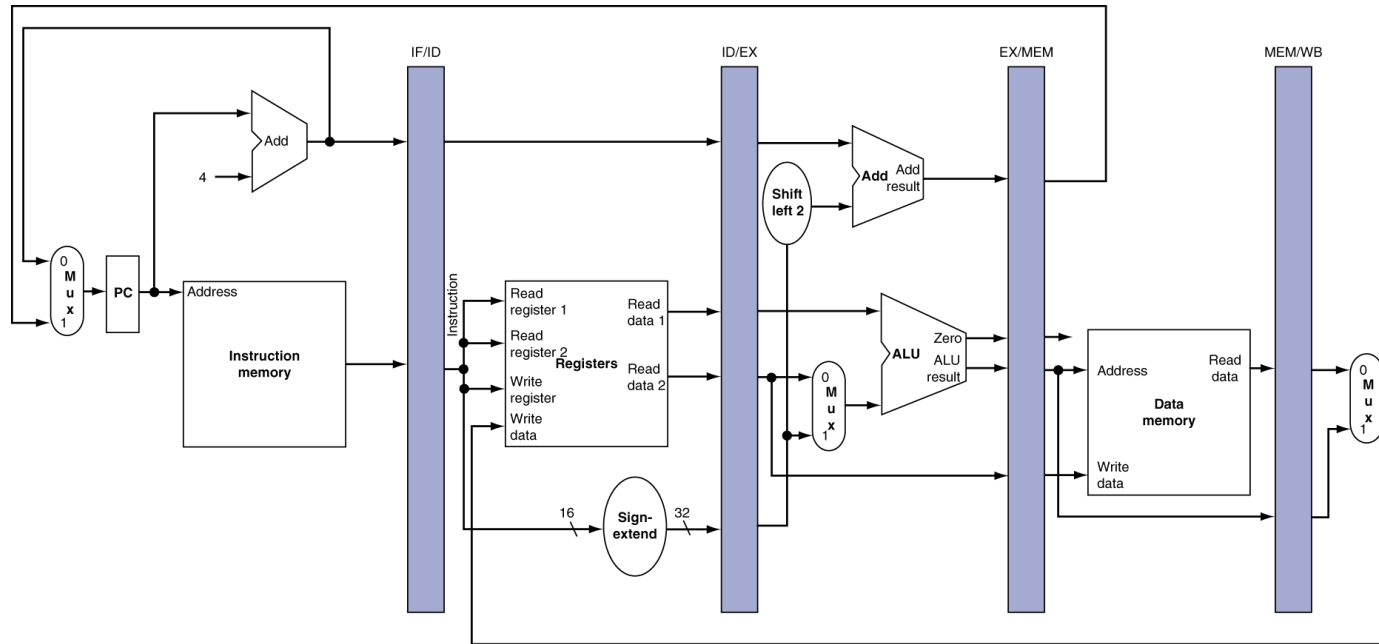 IF/ID
ID/EX
EX/MEM
MEM/WB
Add
4
Add
Add
result
Shift
left 2
0
M
u
x
1
PC
Address
Instruction
memory
Instruction
Read
register 1
Read
register 2
Registers
Write
register
Write
data
Read
data 1
Read
data 2
16
Sign-
extend
32
0
M
u
x
1
Zero
ALU
ALU
result
Address
Read
data
Data
memory
Write
data
0
M
u
x
1